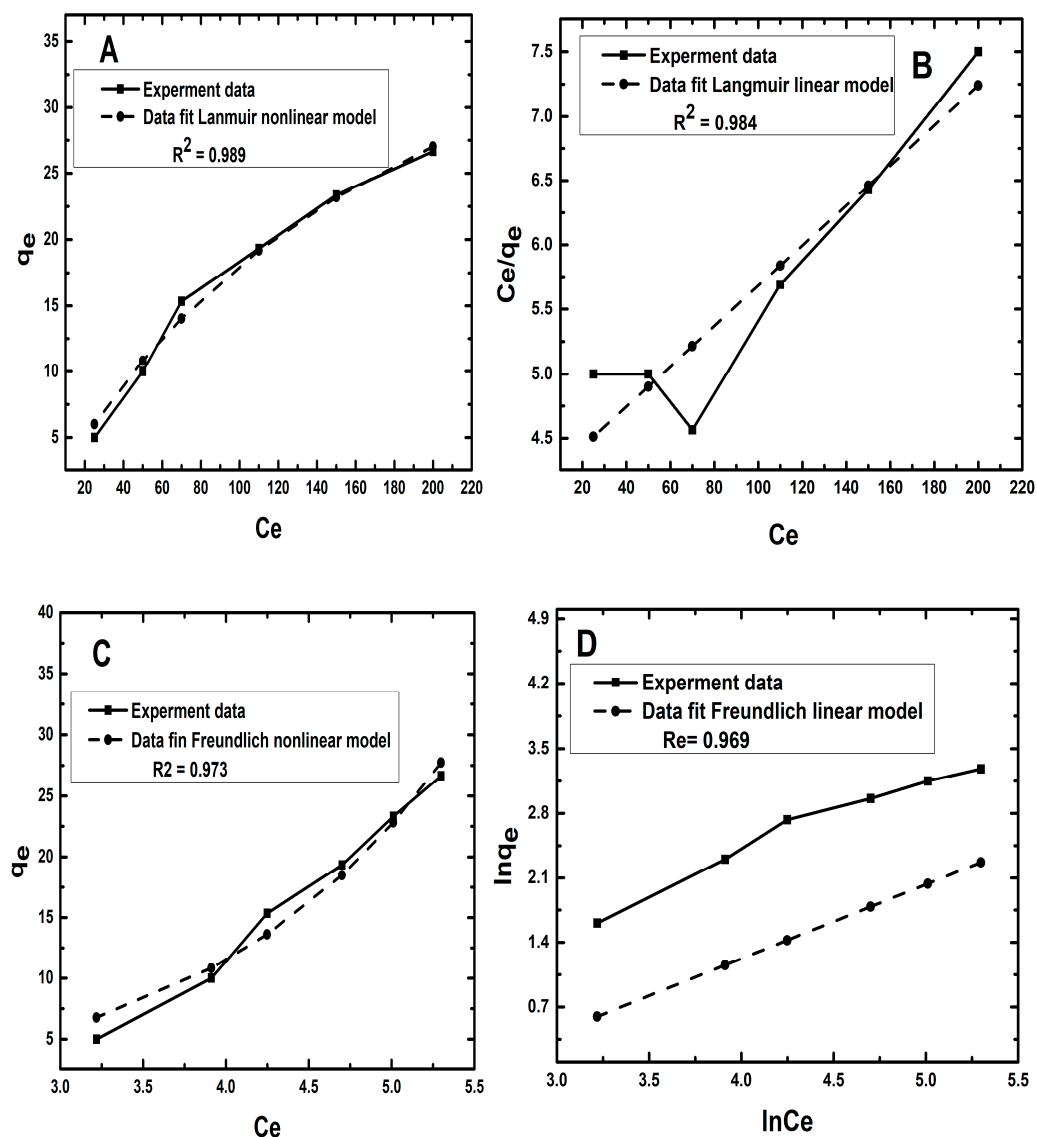 A
Experment data
Data fit Lanmuir nonlinear model
R2 = 0.989
35
30
25
20
15
10
5
qe
20 40 60 80 100 120 140 160 180 200 220
Ce
B
Experment data
Data fit Langmuir linear model
R2 = 0.984
7.5
7.0
6.5
6.0
5.5
5.0
4.5
Ce/qe
20 40 60 80 100 120 140 160 180 200 220
Ce
C
Experment data
Data fin Freundlich nonlinear model
R2 = 0.973
40
35
30
25
20
15
10
5
qe
3.0 3.5 4.0 4.5 5.0 5.5
Ce
D
Experment data
Data fit Freundlich linear model
Re= 0.969
4.9
4.2
3.5
2.8
2.1
1.4
0.7
lnqe
3.0 3.5 4.0 4.5 5.0 5.5
lnCe